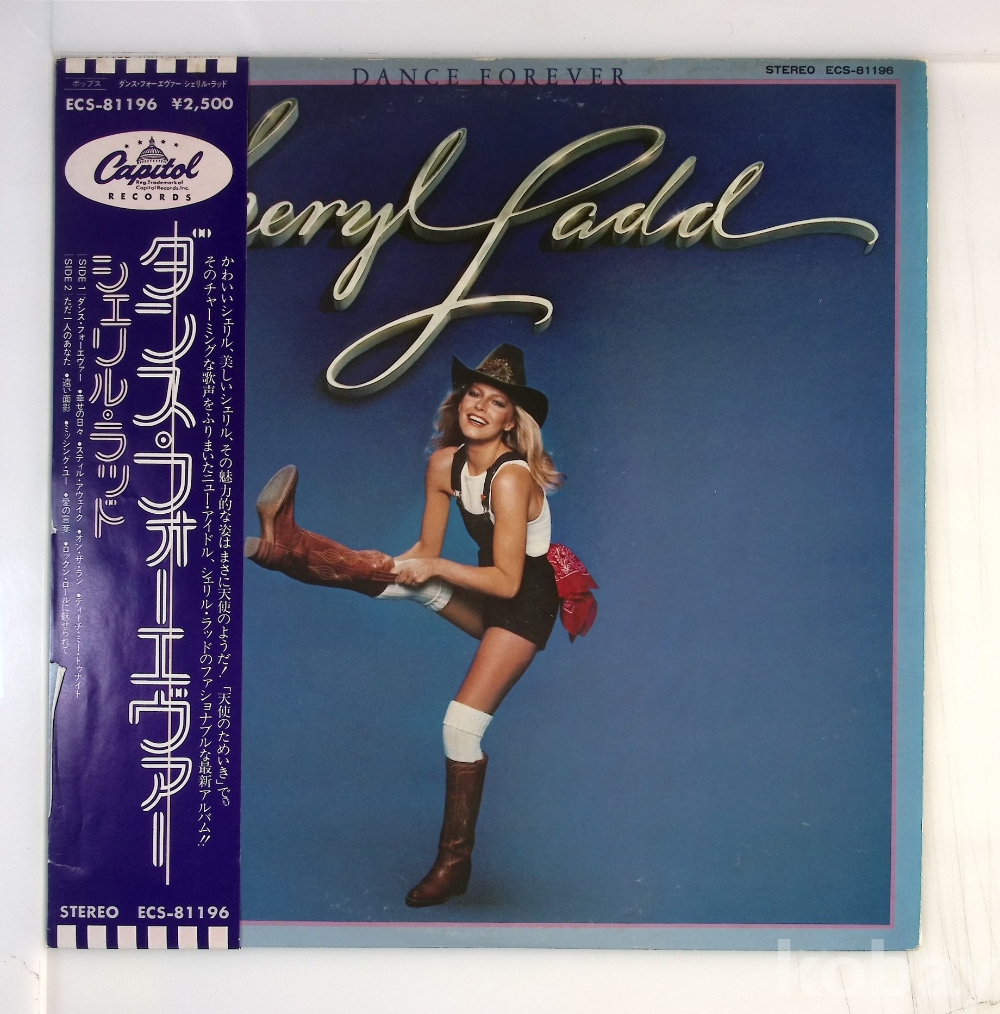 ポップス ダンス・フォーエヴァー シェリル・ラッド
ECS-81196 ¥2,500
Capitol
Reg. Trademark of
Capitol Records, Inc.
RECORDS
かわいいシェリル、美しいシェリル、その魅力的な姿はまさに天使のようだ!「天使のためいき」で、
そのチャーミングな歌声をふりまいたニュー・アイドル、シェリル・ラッドのファショナブルな最新アルバム!!
ダンス・フォーエヴァー
シェリル・ラッド
SIDE 1 ダンス・フォーエヴァー ●幸せの日々 ●スティル・アウェイク ●オン・ザ・ラン ●ティーチ・ミー・トゥナイト
SIDE 2 ただ一人のあなた ●遠い面影 ●ミッシング・ユー ●愛の言葉 ●ロックン・ロールに魅せられて
STEREO ECS-81196
DANCE FOREVER
STEREO ECS-81196
heryl Ladd
koba